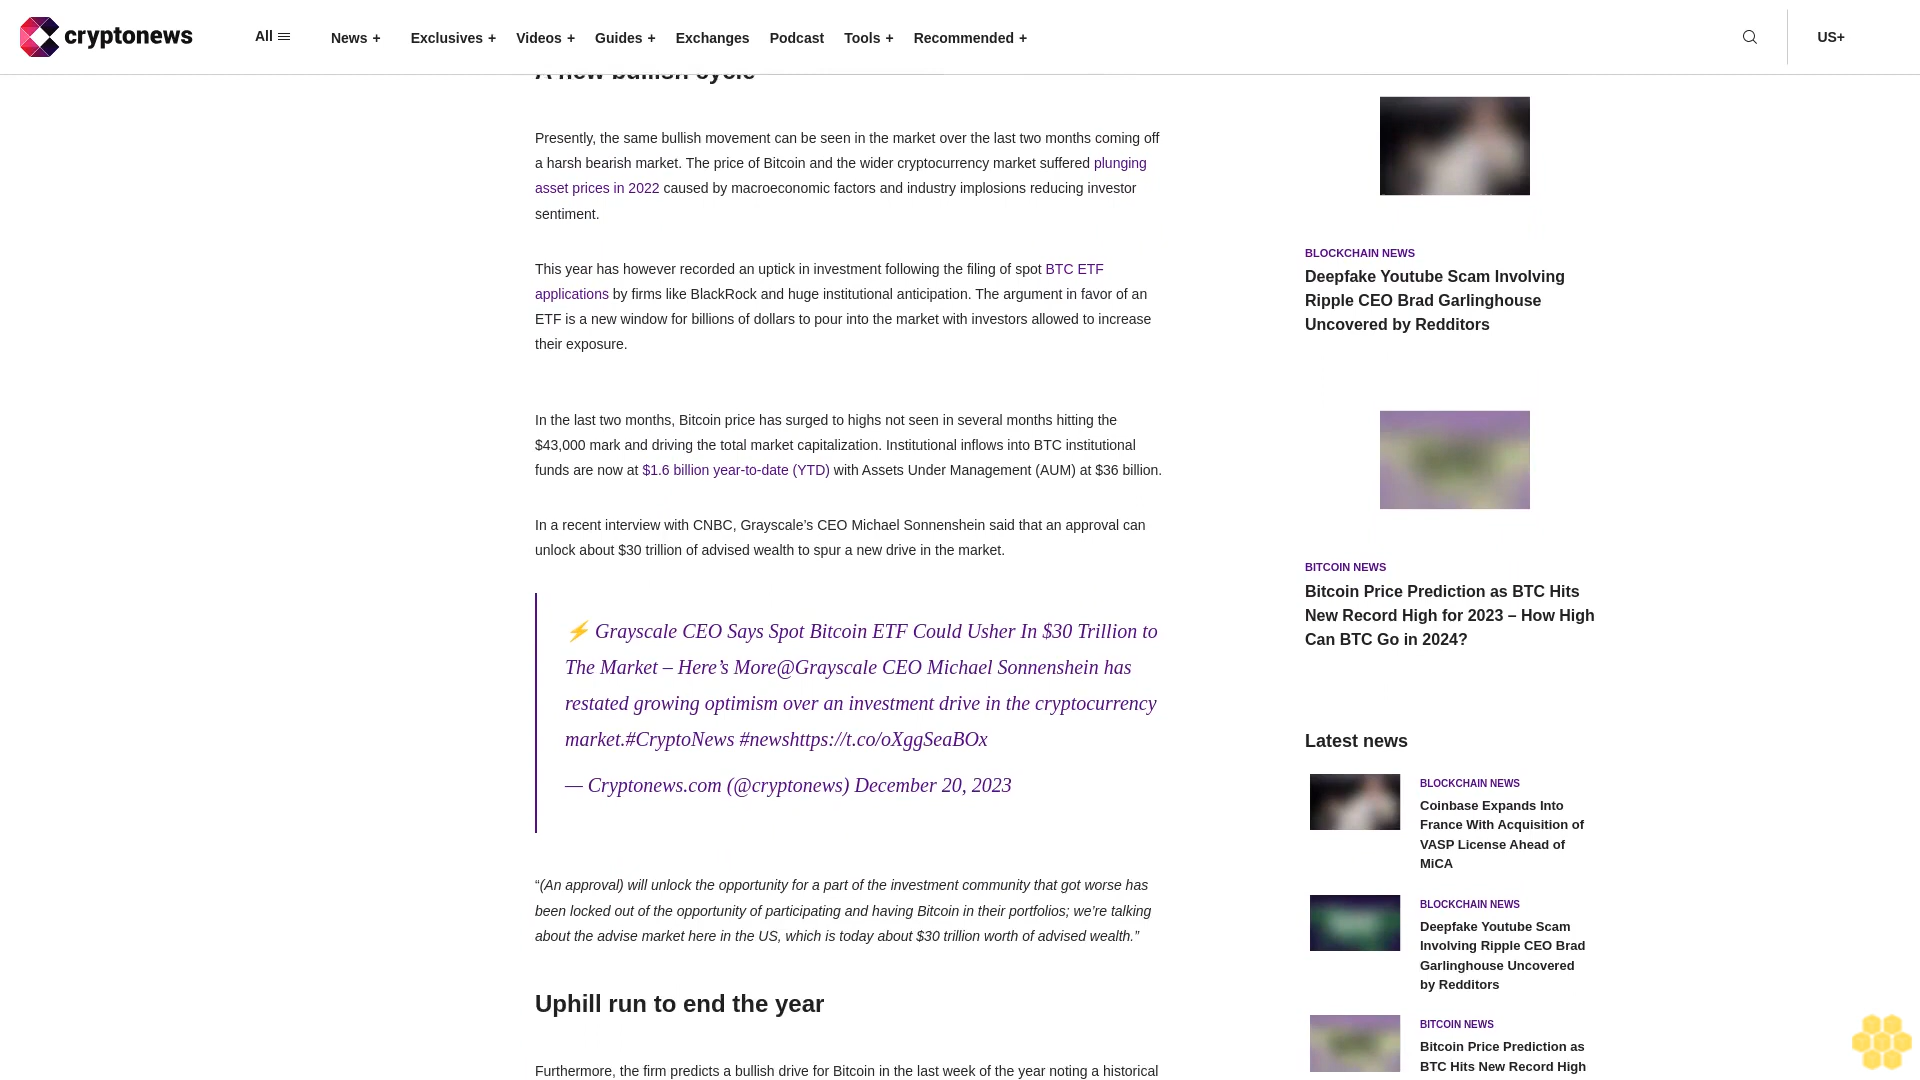 cryptonews
All
News +
Exclusives +
Videos +
Guides +
Exchanges
Podcast
Tools +
Recommended +
US+
A new bullish cycle
Presently, the same bullish movement can be seen in the market over the last two months coming off
a harsh bearish market. The price of Bitcoin and the wider cryptocurrency market suffered plunging
asset prices in 2022 caused by macroeconomic factors and industry implosions reducing investor
sentiment.
This year has however recorded an uptick in investment following the filing of spot BTC ETF
applications by firms like BlackRock and huge institutional anticipation. The argument in favor of an
ETF is a new window for billions of dollars to pour into the market with investors allowed to increase
their exposure.
In the last two months, Bitcoin price has surged to highs not seen in several months hitting the
$43,000 mark and driving the total market capitalization. Institutional inflows into BTC institutional
funds are now at $1.6 billion year-to-date (YTD) with Assets Under Management (AUM) at $36 billion.
In a recent interview with CNBC, Grayscale’s CEO Michael Sonnenshein said that an approval can
unlock about $30 trillion of advised wealth to spur a new drive in the market.
⚡ Grayscale CEO Says Spot Bitcoin ETF Could Usher In $30 Trillion to
The Market – Here’s More@Grayscale CEO Michael Sonnenshein has
restated growing optimism over an investment drive in the cryptocurrency
market.#CryptoNews #newshttps://t.co/oXggSeaBOx
— Cryptonews.com (@cryptonews) December 20, 2023
“(An approval) will unlock the opportunity for a part of the investment community that got worse has
been locked out of the opportunity of participating and having Bitcoin in their portfolios; we’re talking
about the advise market here in the US, which is today about $30 trillion worth of advised wealth.”
Uphill run to end the year
Furthermore, the firm predicts a bullish drive for Bitcoin in the last week of the year noting a historical
BLOCKCHAIN NEWS
Deepfake Youtube Scam Involving
Ripple CEO Brad Garlinghouse
Uncovered by Redditors
BITCOIN NEWS
Bitcoin Price Prediction as BTC Hits
New Record High for 2023 – How High
Can BTC Go in 2024?
Latest news
BLOCKCHAIN NEWS
Coinbase Expands Into
France With Acquisition of
VASP License Ahead of
MiCA
BLOCKCHAIN NEWS
Deepfake Youtube Scam
Involving Ripple CEO Brad
Garlinghouse Uncovered
by Redditors
BITCOIN NEWS
Bitcoin Price Prediction as
BTC Hits New Record High